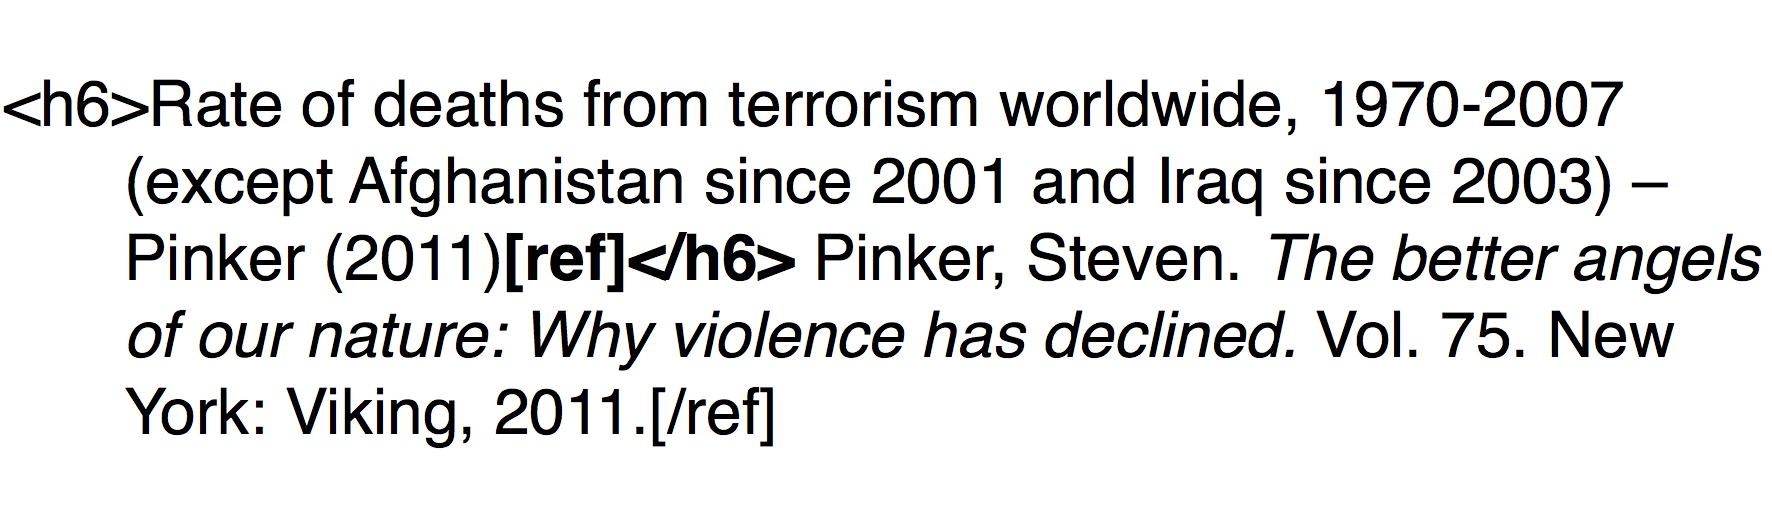 <h6>Rate of deaths from terrorism worldwide, 1970-2007
(except Afghanistan since 2001 and Iraq since 2003) –
Pinker (2011)[ref]</h6> Pinker, Steven. The better angels
of our nature: Why violence has declined. Vol. 75. New
York: Viking, 2011.[/ref]